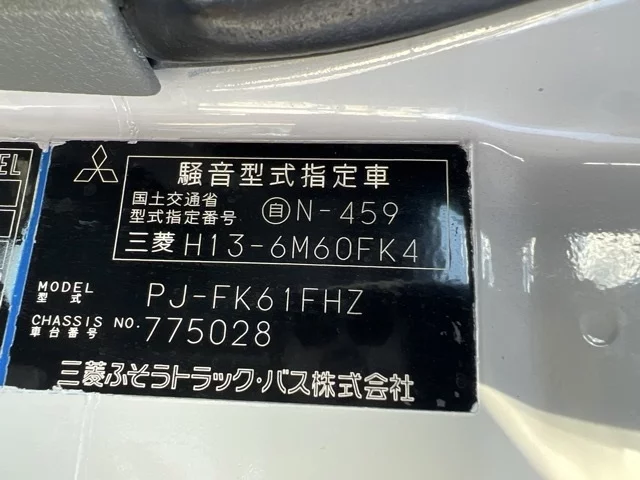 EL
騒音型式指定車
国土交通省
型式指定番号 自N-459
三菱 H13-6M60FK4
MODEL
型式 PJ-FK61FHZ
CHASSIS NO.
車台番号 775028
三菱ふそうトラック・バス株式会社